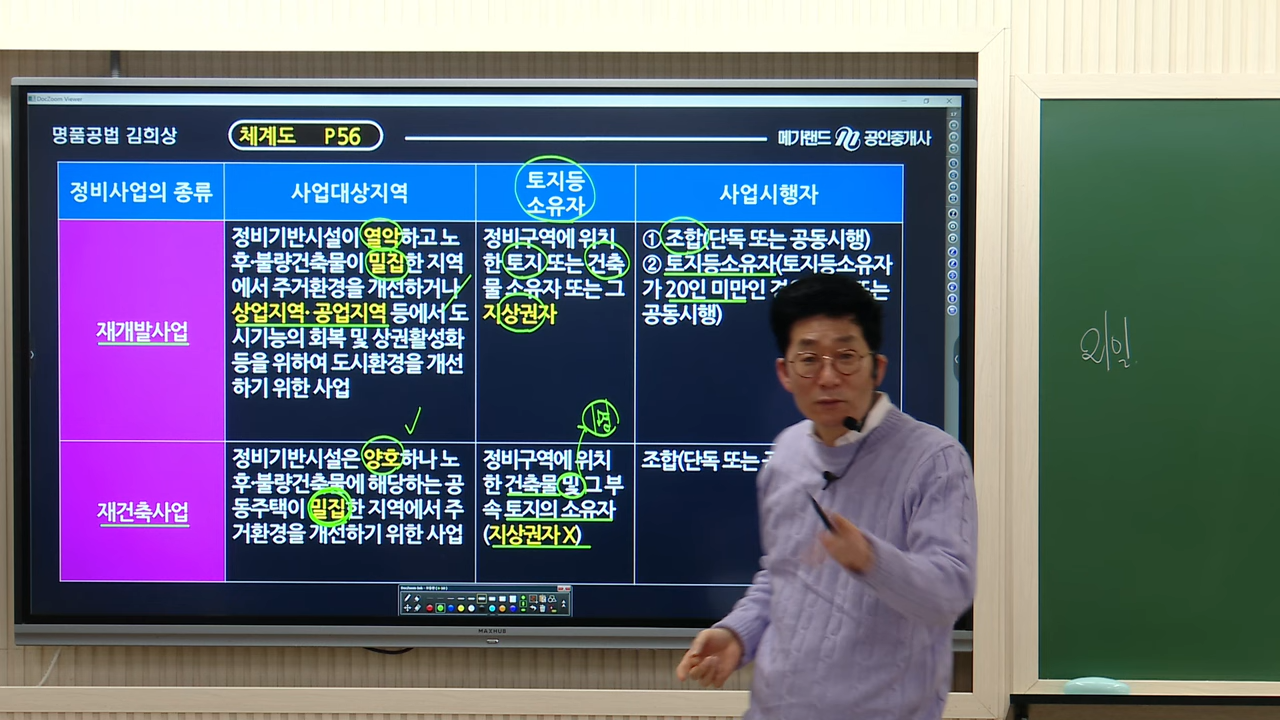 DocZoom Viewer
명품공법 김희상
체계도 P56
메가랜드 공인중개사
정비사업의 종류
사업대상지역
토지등
소유자
사업시행자
재개발사업
정비기반시설이 열악하고 노
후·불량건축물이 밀집한 지역
에서 주거환경을 개선하거나
상업지역·공업지역 등에서 도
시기능의 회복 및 상권활성화
등을 위하여 도시환경을 개선
하기 위한 사업
정비구역에 위치
한 토지 또는 건축
물 소유자 또는 그
지상권자
① 조합(단독 또는 공동시행)
② 토지등소유자(토지등소유자
가 20인 미만인 또는
공동시행)
재건축사업
정비기반시설은 양호하나 노
후·불량건축물에 해당하는 공
동주택이 밀집한 지역에서 주
거환경을 개선하기 위한 사업
정비구역에 위치
한 건축물 및 그 부
속 토지의 소유자
(지상권자 X)
조합(단독 또는
MAXHUB